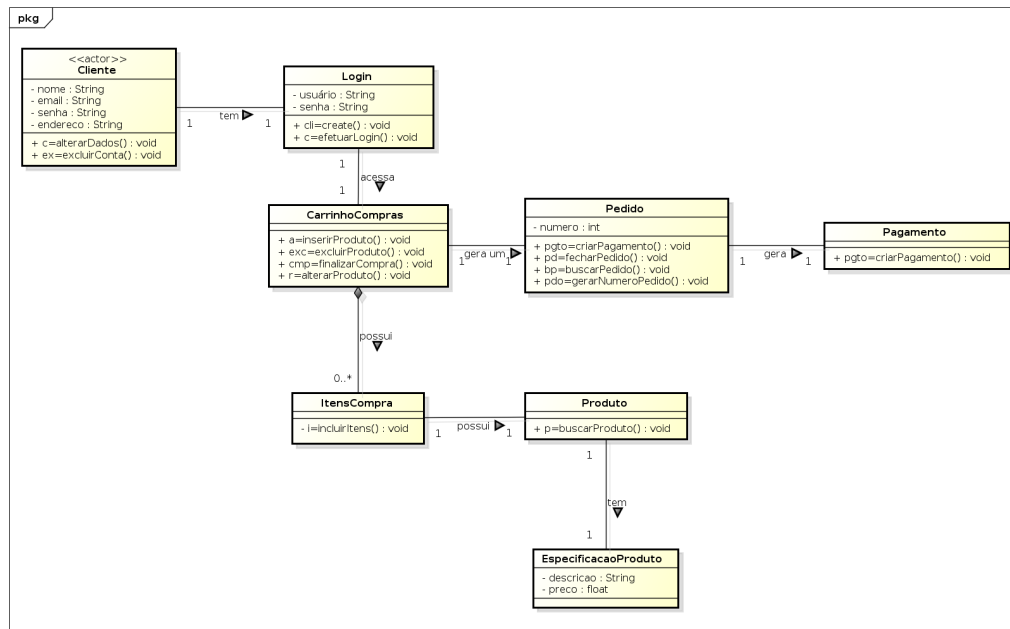 pkg
<<actor>>
Cliente
- nome : String
- email : String
- senha : String
- endereco : String
+ c=alterarDados() : void
+ ex=excluirConta() : void
1
tem
1
Login
- usuário : String
- senha : String
+ cli=create() : void
+ c=efetuarLogin() : void
1
acessa
1
CarrinhoCompras
+ a=inserirProduto() : void
+ exc=excluirProduto() : void
+ cmp=finalizarCompra() : void
+ r=alterarProduto() : void
1
gera um
1
Pedido
- numero : int
+ pgto=criarPagamento() : void
+ pd=fecharPedido() : void
+ bp=buscarPedido() : void
+ pdo=gerarNumeroPedido() : void
1
gera
1
Pagamento
+ pgto=criarPagamento() : void
possui
0..*
ItensCompra
- i=incluirItens() : void
1
possui
1
Produto
+ p=buscarProduto() : void
1
tem
1
EspecificacaoProduto
- descricao : String
- preco : float